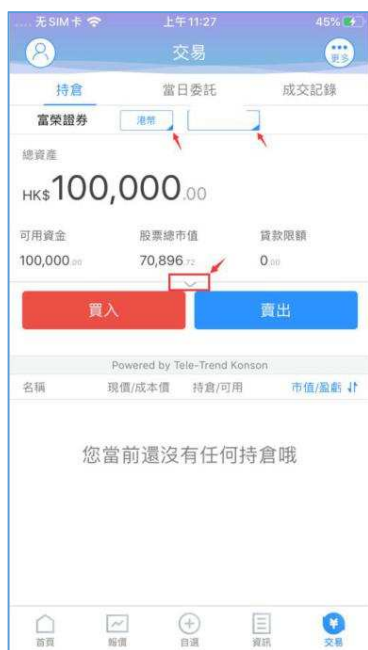 無SIM卡 上午11:27 45%
交易 更多
持倉 當日委託 成交記錄
富榮證券 港幣
總資産
HK$100,000.00
可用資金 股票總市值 貸款限額
100,000.00 70,896.72 0.00
買入 賣出
Powered by Tele-Trend Konson
名稱 現價/成本價 持倉/可用 市值/盈虧
您當前還沒有任何持倉哦
首頁 報價 自選 資訊 交易